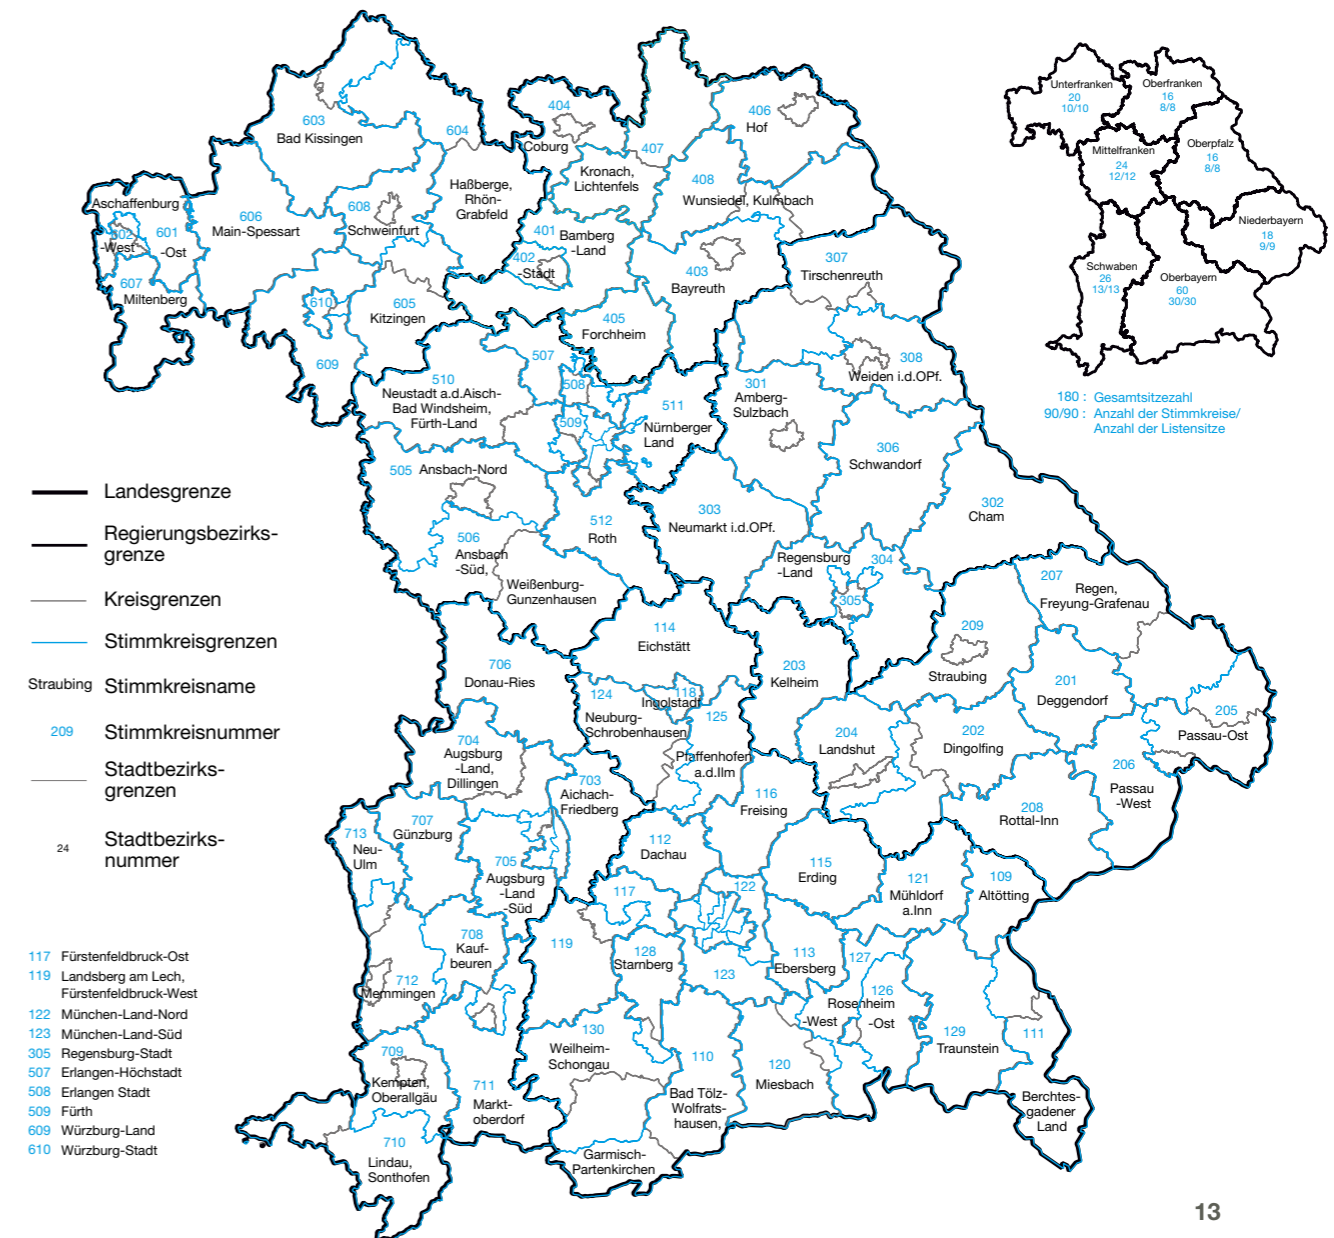 404
406
Hof
603
Bad Kissingen
604
Coburg
407
Kronach,
Lichtenfels
408
Wunsiedel, Kulmbach
Haßberge,
Rhön-
Grabfeld
Aschaffenburg
602
-West
601
-Ost
606
Main-Spessart
608
Schweinfurt
401
Bamberg
-Land
402
-Stadt
403
Bayreuth
307
Tirschenreuth
607
Miltenberg
610
605
Kitzingen
405
Forchheim
609
507
508
308
Weiden i.d.OPf.
510
Neustadt a.d.Aisch-
Bad Windsheim,
Fürth-Land
509
511
Nürnberger
Land
301
Amberg-
Sulzbach
306
Schwandorf
505
Ansbach-Nord
506
Ansbach
-Süd,
Weißenburg-
Gunzenhausen
512
Roth
303
Neumarkt i.d.OPf.
302
Cham
Regensburg
-Land
304
305
207
Regen,
Freyung-Grafenau
209
Straubing
114
Eichstätt
203
Kelheim
201
Deggendorf
706
Donau-Ries
124
Neuburg-
Schrobenhausen
118
Ingolstadt
125
Pfaffenhofen
a.d.Ilm
204
Landshut
202
Dingolfing
205
Passau-Ost
206
Passau
-West
704
Augsburg
-Land,
Dillingen
703
Aichach-
Friedberg
116
Freising
208
Rottal-Inn
713
Neu-
Ulm
707
Günzburg
705
Augsburg
-Land
-Süd
112
Dachau
115
Erding
121
Mühldorf
a.Inn
109
Altötting
117
122
708
Kauf-
beuren
119
128
Starnberg
123
113
Ebersberg
127
126
Rosenheim
-West
-Ost
712
Memmingen
129
Traunstein
111
Berchtes-
gadener
Land
130
Weilheim-
Schongau
110
Bad Tölz-
Wolfrats-
hausen,
120
Miesbach
709
Kempten,
Oberallgäu
711
Markt-
oberdorf
710
Lindau,
Sonthofen
Garmisch-
Partenkirchen
Unterfranken
20
10/10
Oberfranken
16
8/8
Mittelfranken
24
12/12
Oberpfalz
16
8/8
Niederbayern
18
9/9
Schwaben
26
13/13
Oberbayern
60
30/30
180 : Gesamtsitzezahl
90/90 : Anzahl der Stimmkreise/
Anzahl der Listensitze
Landesgrenze
Regierungsbezirks-
grenze
Kreisgrenzen
Stimmkreisgrenzen
Straubing Stimmkreisname
209 Stimmkreisnummer
Stadtbezirks-
grenzen
24 Stadtbezirks-
nummer
117 Fürstenfeldbruck-Ost
119 Landsberg am Lech,
Fürstenfeldbruck-West
122 München-Land-Nord
123 München-Land-Süd
305 Regensburg-Stadt
507 Erlangen-Höchstadt
508 Erlangen Stadt
509 Fürth
609 Würzburg-Land
610 Würzburg-Stadt
13